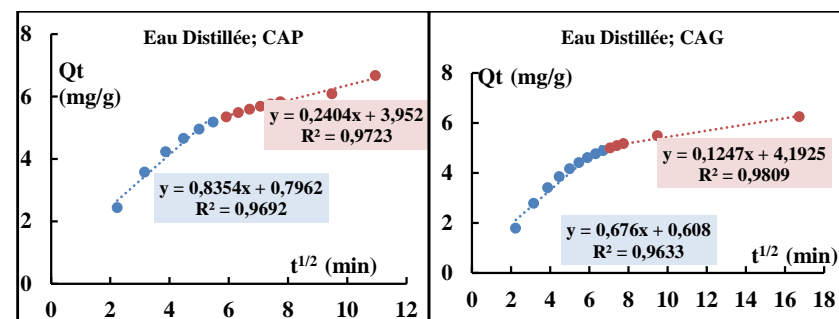 Eau Distillée; CAP
Qt
(mg/g)
8
6
4
2
0
y = 0,2404x + 3,952
R² = 0,9723
y = 0,8354x + 0,7962
R² = 0,9692
t¹/² (min)
0 2 4 6 8 10 12
Eau Distillée; CAG
Qt (mg/g)
8
6
4
2
0
y = 0,1247x + 4,1925
R² = 0,9809
y = 0,676x + 0,608
R² = 0,9633
t¹/² (min)
0 2 4 6 8 10 12 14 16 18